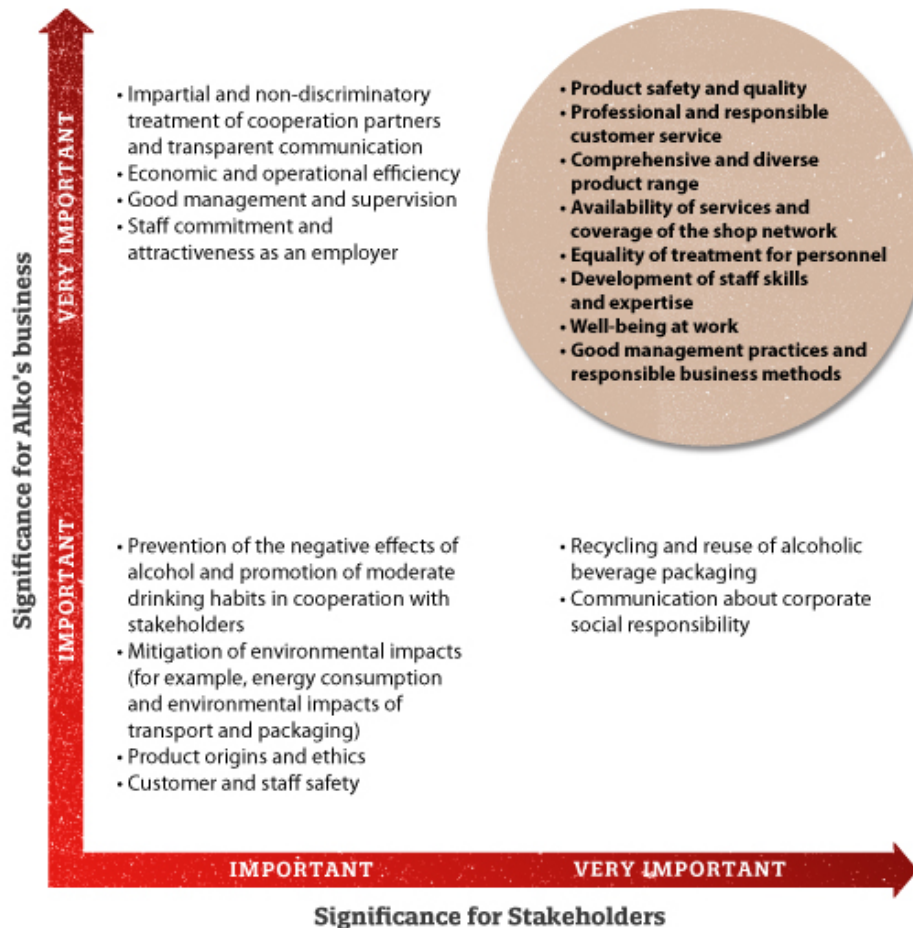 Significance for Alko's business
VERY IMPORTANT
IMPORTANT
• Impartial and non-discriminatory
treatment of cooperation partners
and transparent communication
• Economic and operational efficiency
• Good management and supervision
• Staff commitment and
attractiveness as an employer
• Product safety and quality
• Professional and responsible
customer service
• Comprehensive and diverse
product range
• Availability of services and
coverage of the shop network
• Equality of treatment for personnel
• Development of staff skills
and expertise
• Well-being at work
• Good management practices and
responsible business methods
• Prevention of the negative effects of
alcohol and promotion of moderate
drinking habits in cooperation with
stakeholders
• Mitigation of environmental impacts
(for example, energy consumption
and environmental impacts of
transport and packaging)
• Product origins and ethics
• Customer and staff safety
• Recycling and reuse of alcoholic
beverage packaging
• Communication about corporate
social responsibility
IMPORTANT
VERY IMPORTANT
Significance for Stakeholders